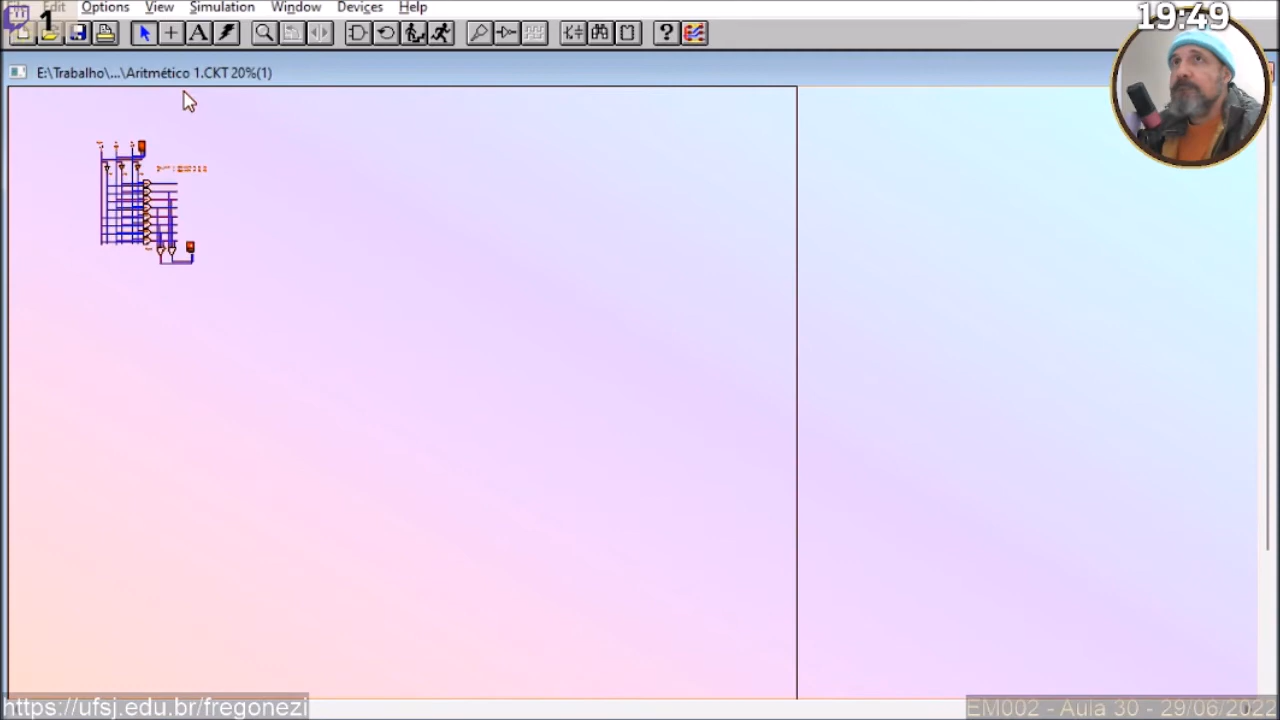 1
Edit Options View Simulation Window Devices Help
19:49
A ?
E:\Trabalho\...\Aritmético 1.CKT 20%(1)
https://ufsj.edu.br/fregonezi
EM002 - Aula 30 - 29/06/2022